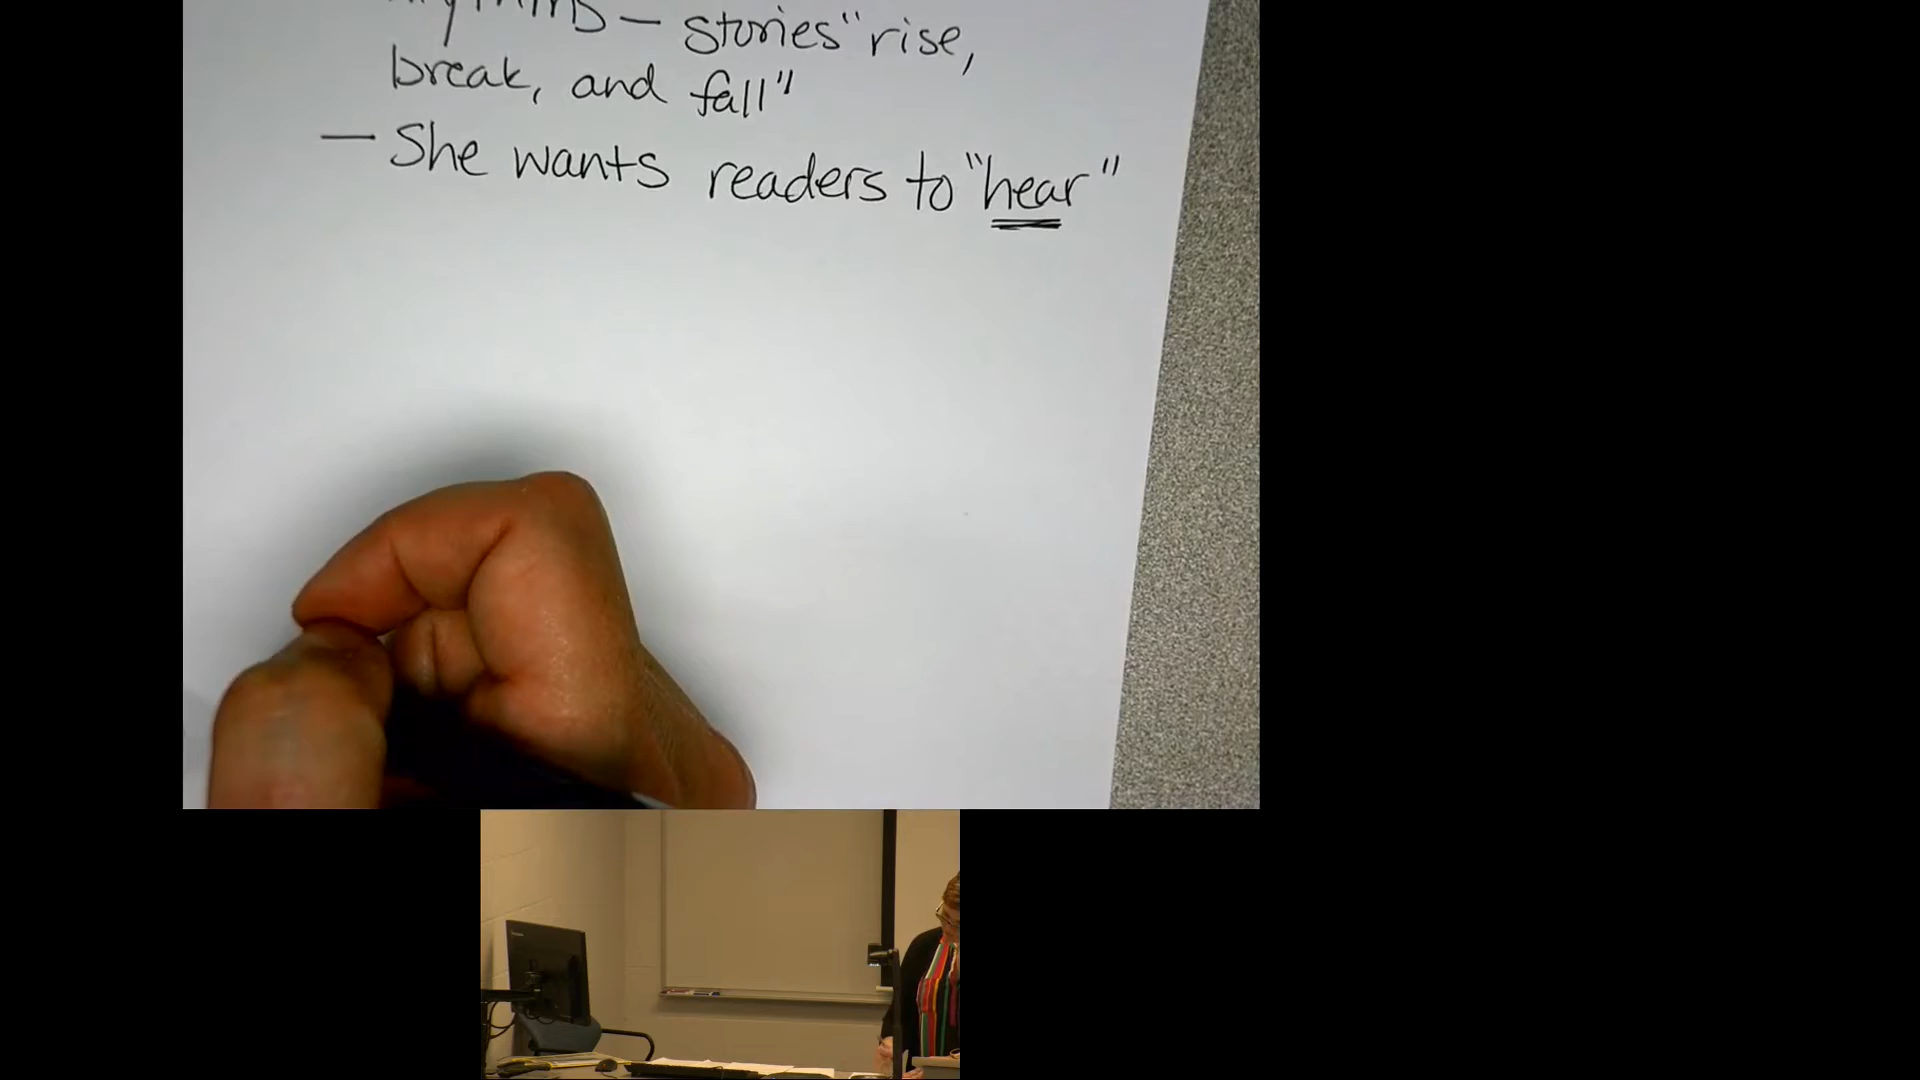 — stories "rise,
break, and fall"
— She wants readers to "hear"